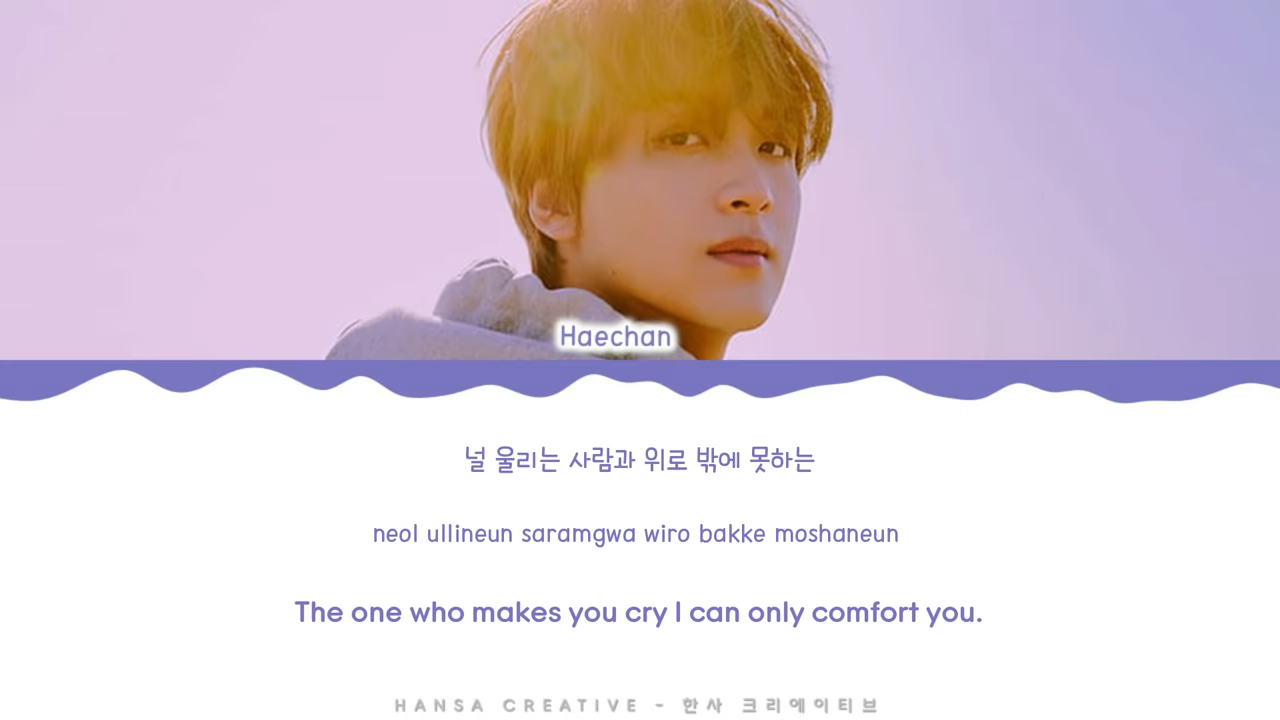 Haechan
널 울리는 사람과 위로 밖에 못하는
neol ullineun saramgwa wiro bakke moshaneun
The one who makes you cry I can only comfort you.
HANSA CREATIVE - 한사 크리에이티브